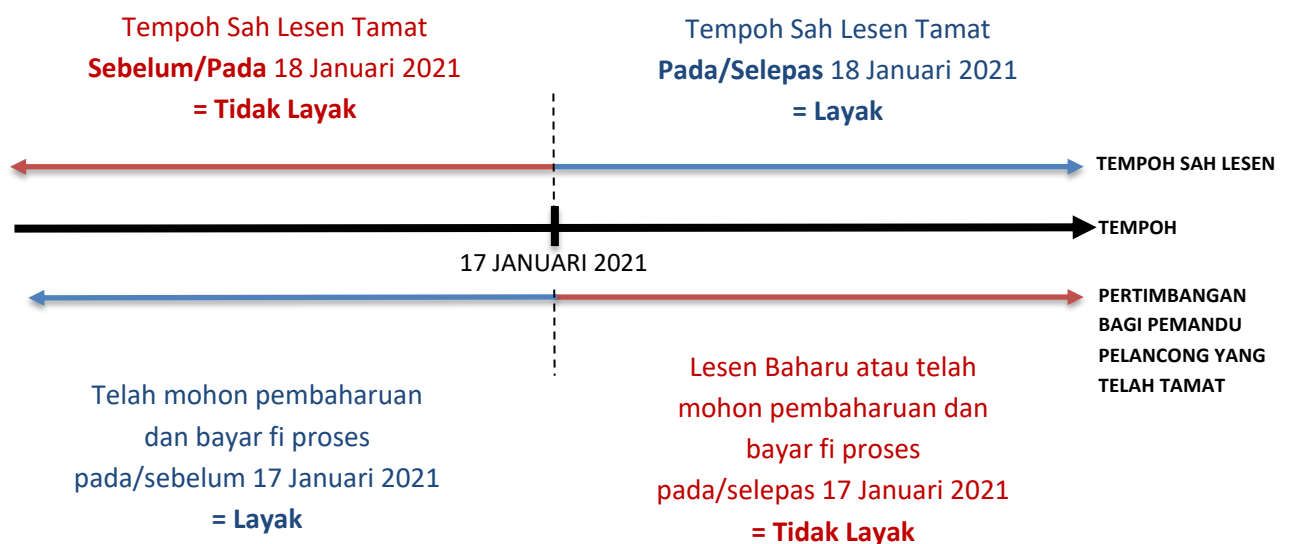 Tempoh Sah Lesen Tamat
Sebelum/Pada 18 Januari 2021
= Tidak Layak
Tempoh Sah Lesen Tamat
Pada/Selepas 18 Januari 2021
= Layak
TEMPOH SAH LESEN
TEMPOH
17 JANUARI 2021
PERTIMBANGAN
BAGI PEMANDU
PELANCONG YANG
TELAH TAMAT
Telah mohon pembaharuan
dan bayar fi proses
pada/sebelum 17 Januari 2021
= Layak
Lesen Baharu atau telah
mohon pembaharuan dan
bayar fi proses
pada/selepas 17 Januari 2021
= Tidak Layak